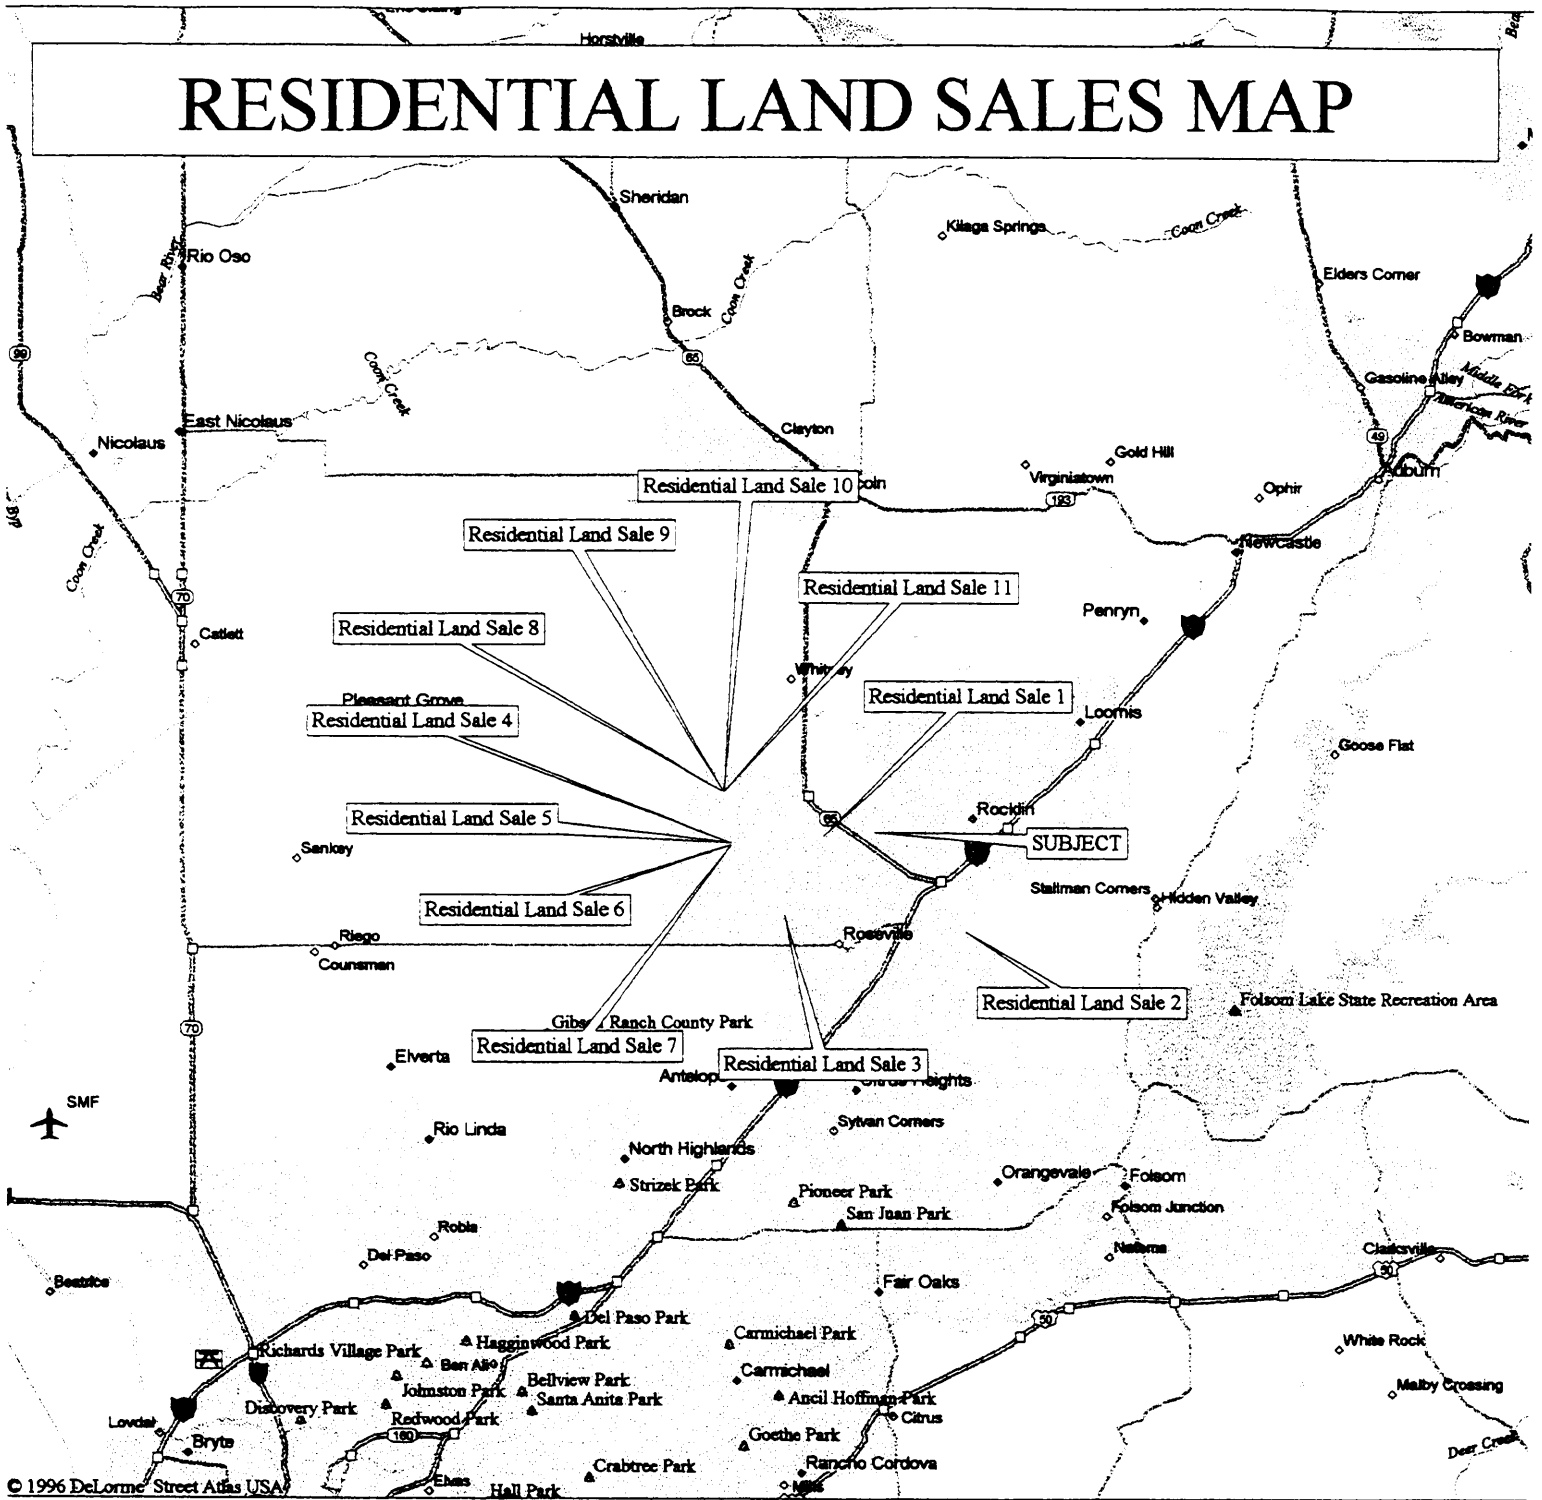 Horstville
RESIDENTIAL LAND SALES MAP
Sheridan
Kilaga Springs
Coon Creek
Bear River
Rio Oso
Elders Corner
Coon Creek
Brock
99
65
Bowman
Coon Creek
Gasoline Alley
Middle Fork
American River
East Nicolaus
Nicolaus
Clayton
49
Gold Hill
Auburn
Virginiatown
Residential Land Sale 10
coln
193
Ophir
Coon Creek
Residential Land Sale 9
Newcastle
70
Residential Land Sale 11
Penryn
Catlett
Residential Land Sale 8
Whitney
Pleasant Grove
Residential Land Sale 1
Residential Land Sale 4
Loomis
Goose Flat
Rocklin
Residential Land Sale 5
65
SUBJECT
Sankey
Stallman Corners
Hidden Valley
Residential Land Sale 6
Riego
Roseville
Counsman
Residential Land Sale 2
Folsom Lake State Recreation Area
70
Ranch County Park
Residential Land Sale 7
Elverta
Residential Land Sale 3
Antelop
Heights
SMF
Rio Linda
Sylvan Corners
North Highlands
Strizek Park
Orangevale
Folsom
Pioneer Park
San Juan Park
Folsom Junction
Robla
Del Paso
Natoma
Clarksville
Beatrice
Fair Oaks
50
Del Paso Park
50
Hagginwood Park
Carmichael Park
White Rock
Richards Village Park
Ben Ali
Carmichael
Bellview Park
Johnston Park
Santa Anita Park
Ancil Hoffman Park
Malby Crossing
Discovery Park
Redwood Park
Citrus
Lovdal
160
Goethe Park
Bryte
Deer Creek
Crabtree Park
Rancho Cordova
© 1996 DeLorme Street Atlas USA
Elvas
Hall Park
Mills